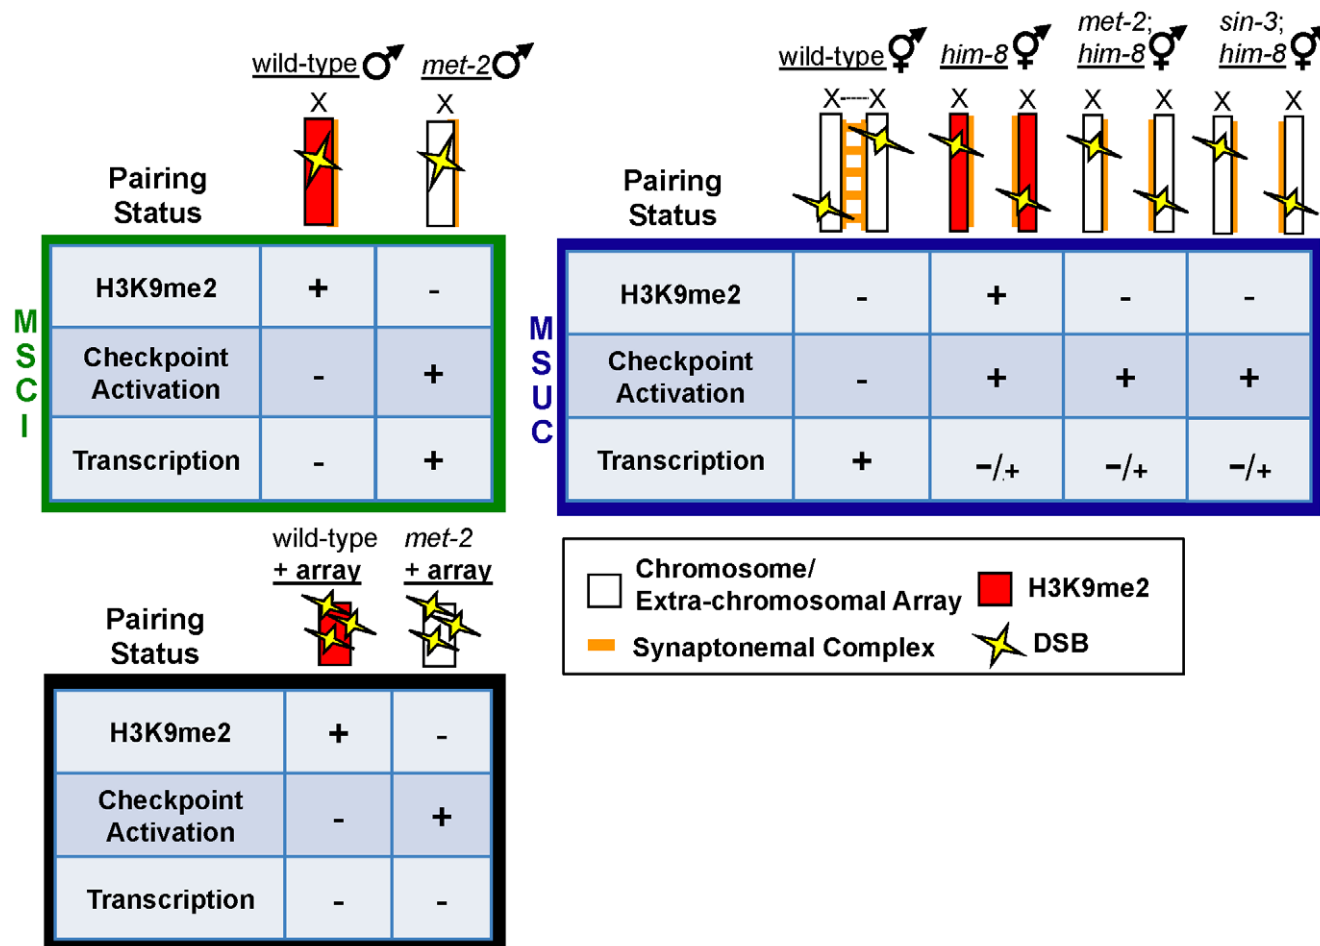 wild-type♂ met-2♂
X X
Pairing
Status
MSCI
H3K9me2 + -
Checkpoint
Activation - +
Transcription - +
wild-type⚥ him-8⚥ met-2;
him-8⚥ sin-3;
him-8⚥
X----X X X X X X X
Pairing
Status
MSUC
H3K9me2 - + - -
Checkpoint
Activation - + + +
Transcription + -/+ -/+ -/+
wild-type
+ array
met-2
+ array
Pairing
Status
H3K9me2 + -
Checkpoint
Activation - +
Transcription - -
Chromosome/
Extra-chromosomal Array
H3K9me2
Synaptonemal Complex
DSB